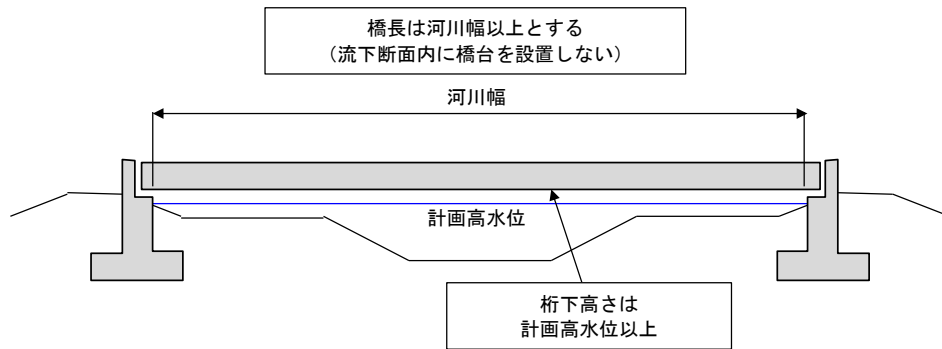 橋長は河川幅以上とする
（流下断面内に橋台を設置しない）
河川幅
計画高水位
桁下高さは
計画高水位以上